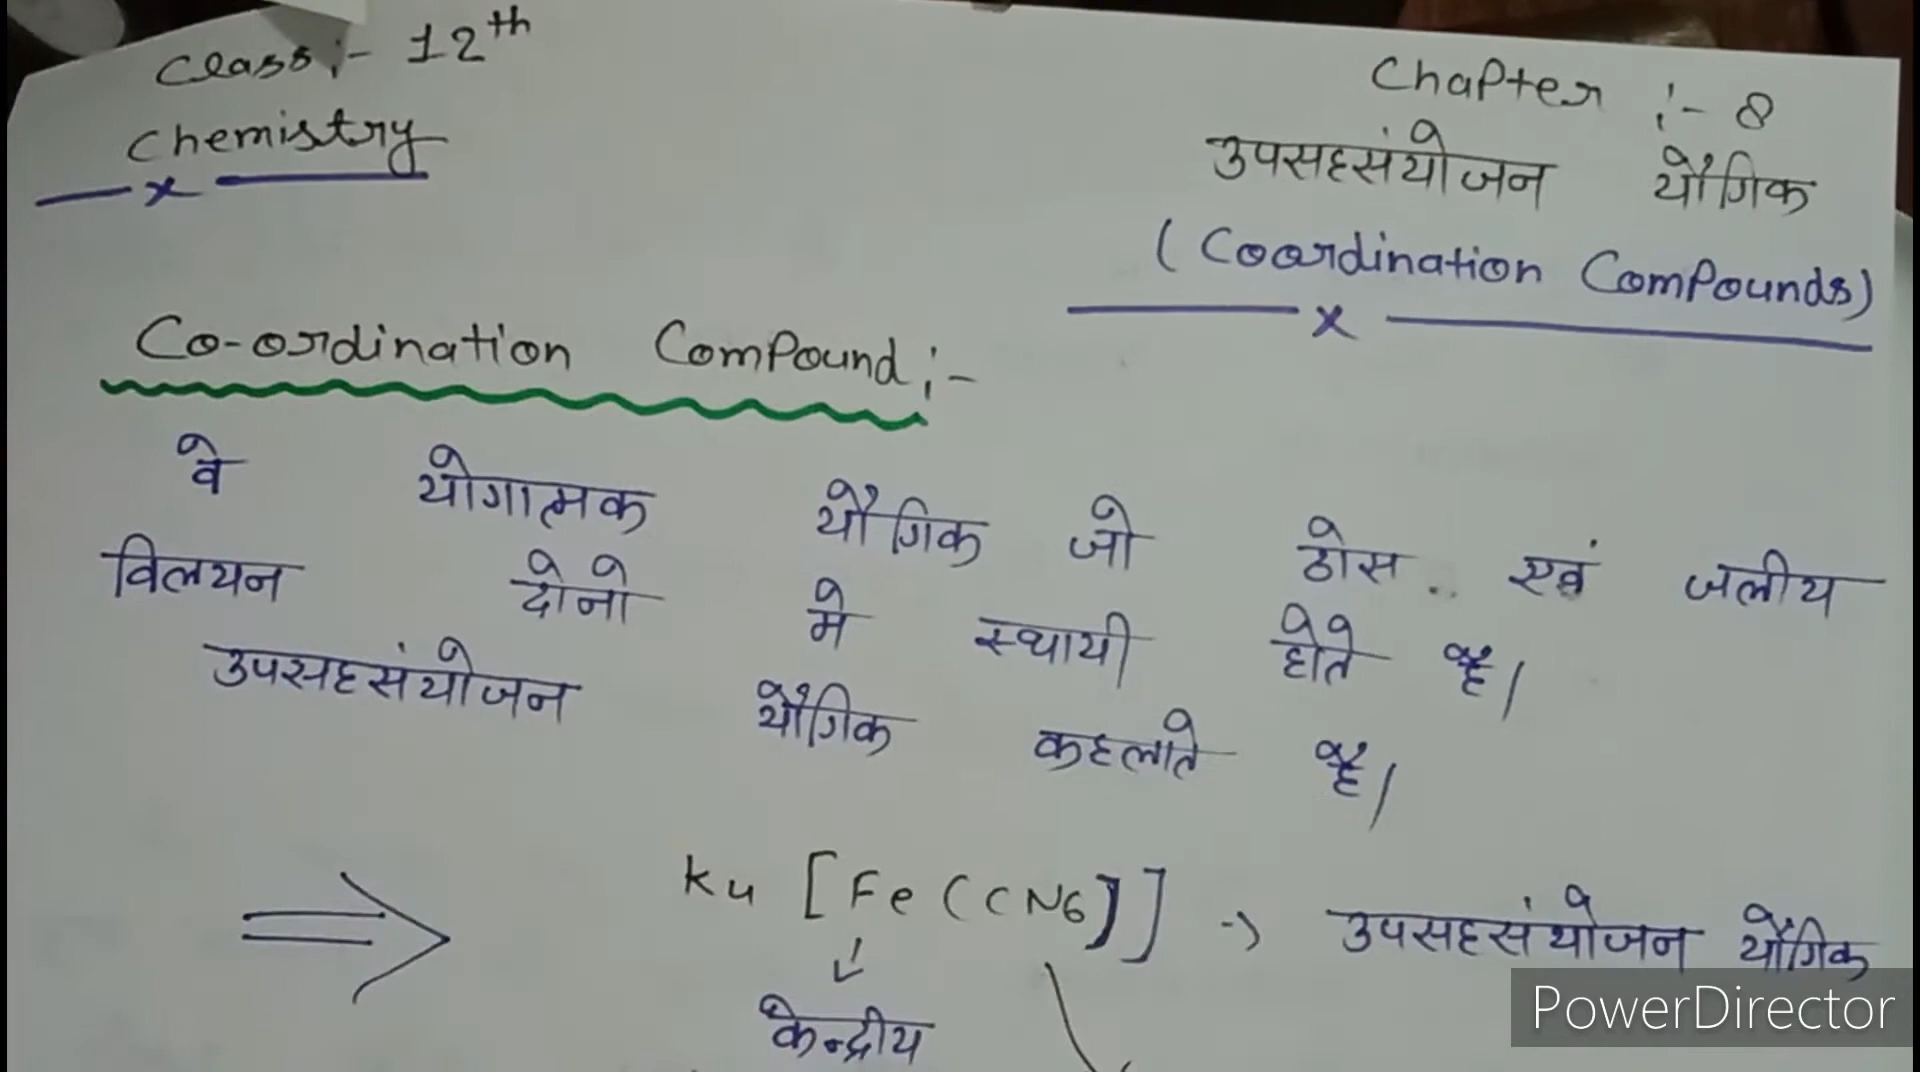 Class :- 12th
Chemistry
Chapter :- 8
उपसहसंयोजन यौगिक
(Coordination Compounds)
Co-ordination Compound :-
वे योगात्मक यौगिक जो ठोस एवं जलीय
विलयन दोनो मे स्थायी होते है।
उपसहसंयोजन यौगिक कहलाते है।
K4 [Fe(CN6)] → उपसहसंयोजन यौगिक
केन्द्रीय
PowerDirector